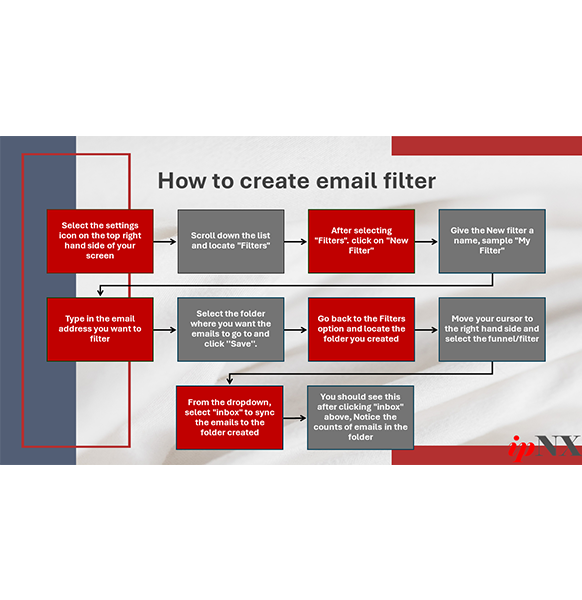 How to create email filter
Select the settings
icon on the top right
hand side of your
screen
Scroll down the list
and locate "Filters"
After selecting
"Filters". click on "New
Filter"
Give the New filter a
name, sample "My
Filter"
Type in the email
address you want to
filter
Select the folder
where you want the
emails to go to and
click "Save".
Go back to the Filters
option and locate the
folder you created
Move your cursor to
the right hand side and
select the funnel/filter
From the dropdown,
select "inbox" to sync
the emails to the
folder created
You should see this
after clicking "inbox"
above, Notice the
counts of emails in the
folder
ipNX